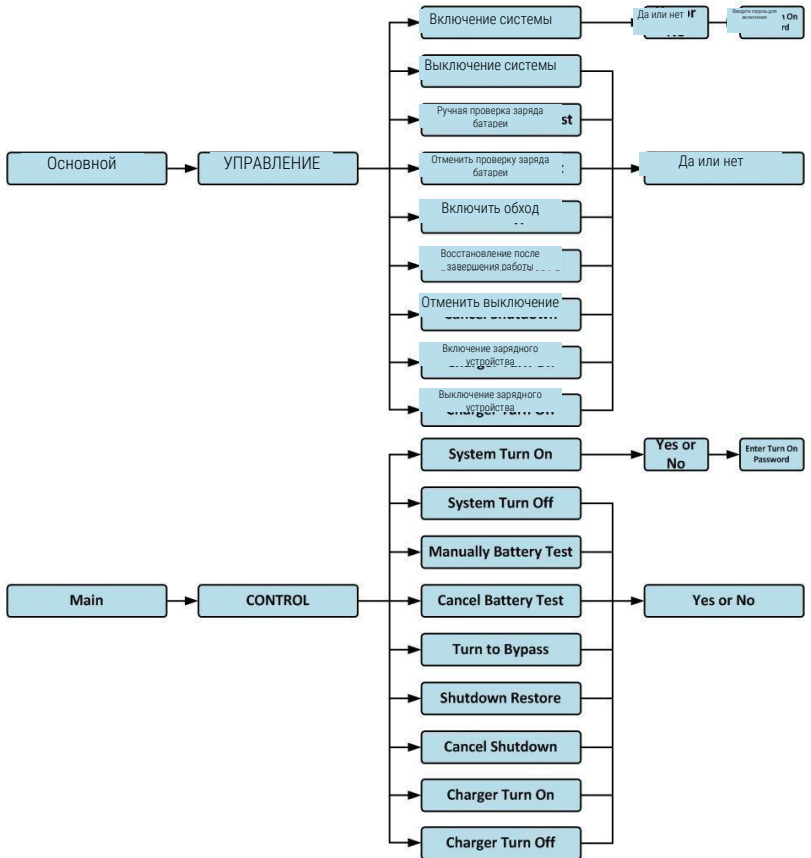 Включение системы
Да или нет
Введите пароль для
включения
Выключение системы
Ручная проверка заряда
батареи
Основной
УПРАВЛЕНИЕ
Отменить проверку заряда
батареи
Да или нет
Включить обход
Восстановление после
завершения работы
Отменить выключение
Включение зарядного
устройства
Выключение зарядного
устройства
System Turn On
Yes or
No
Enter Turn On
Password
System Turn Off
Manually Battery Test
Main
CONTROL
Cancel Battery Test
Yes or No
Turn to Bypass
Shutdown Restore
Cancel Shutdown
Charger Turn On
Charger Turn Off